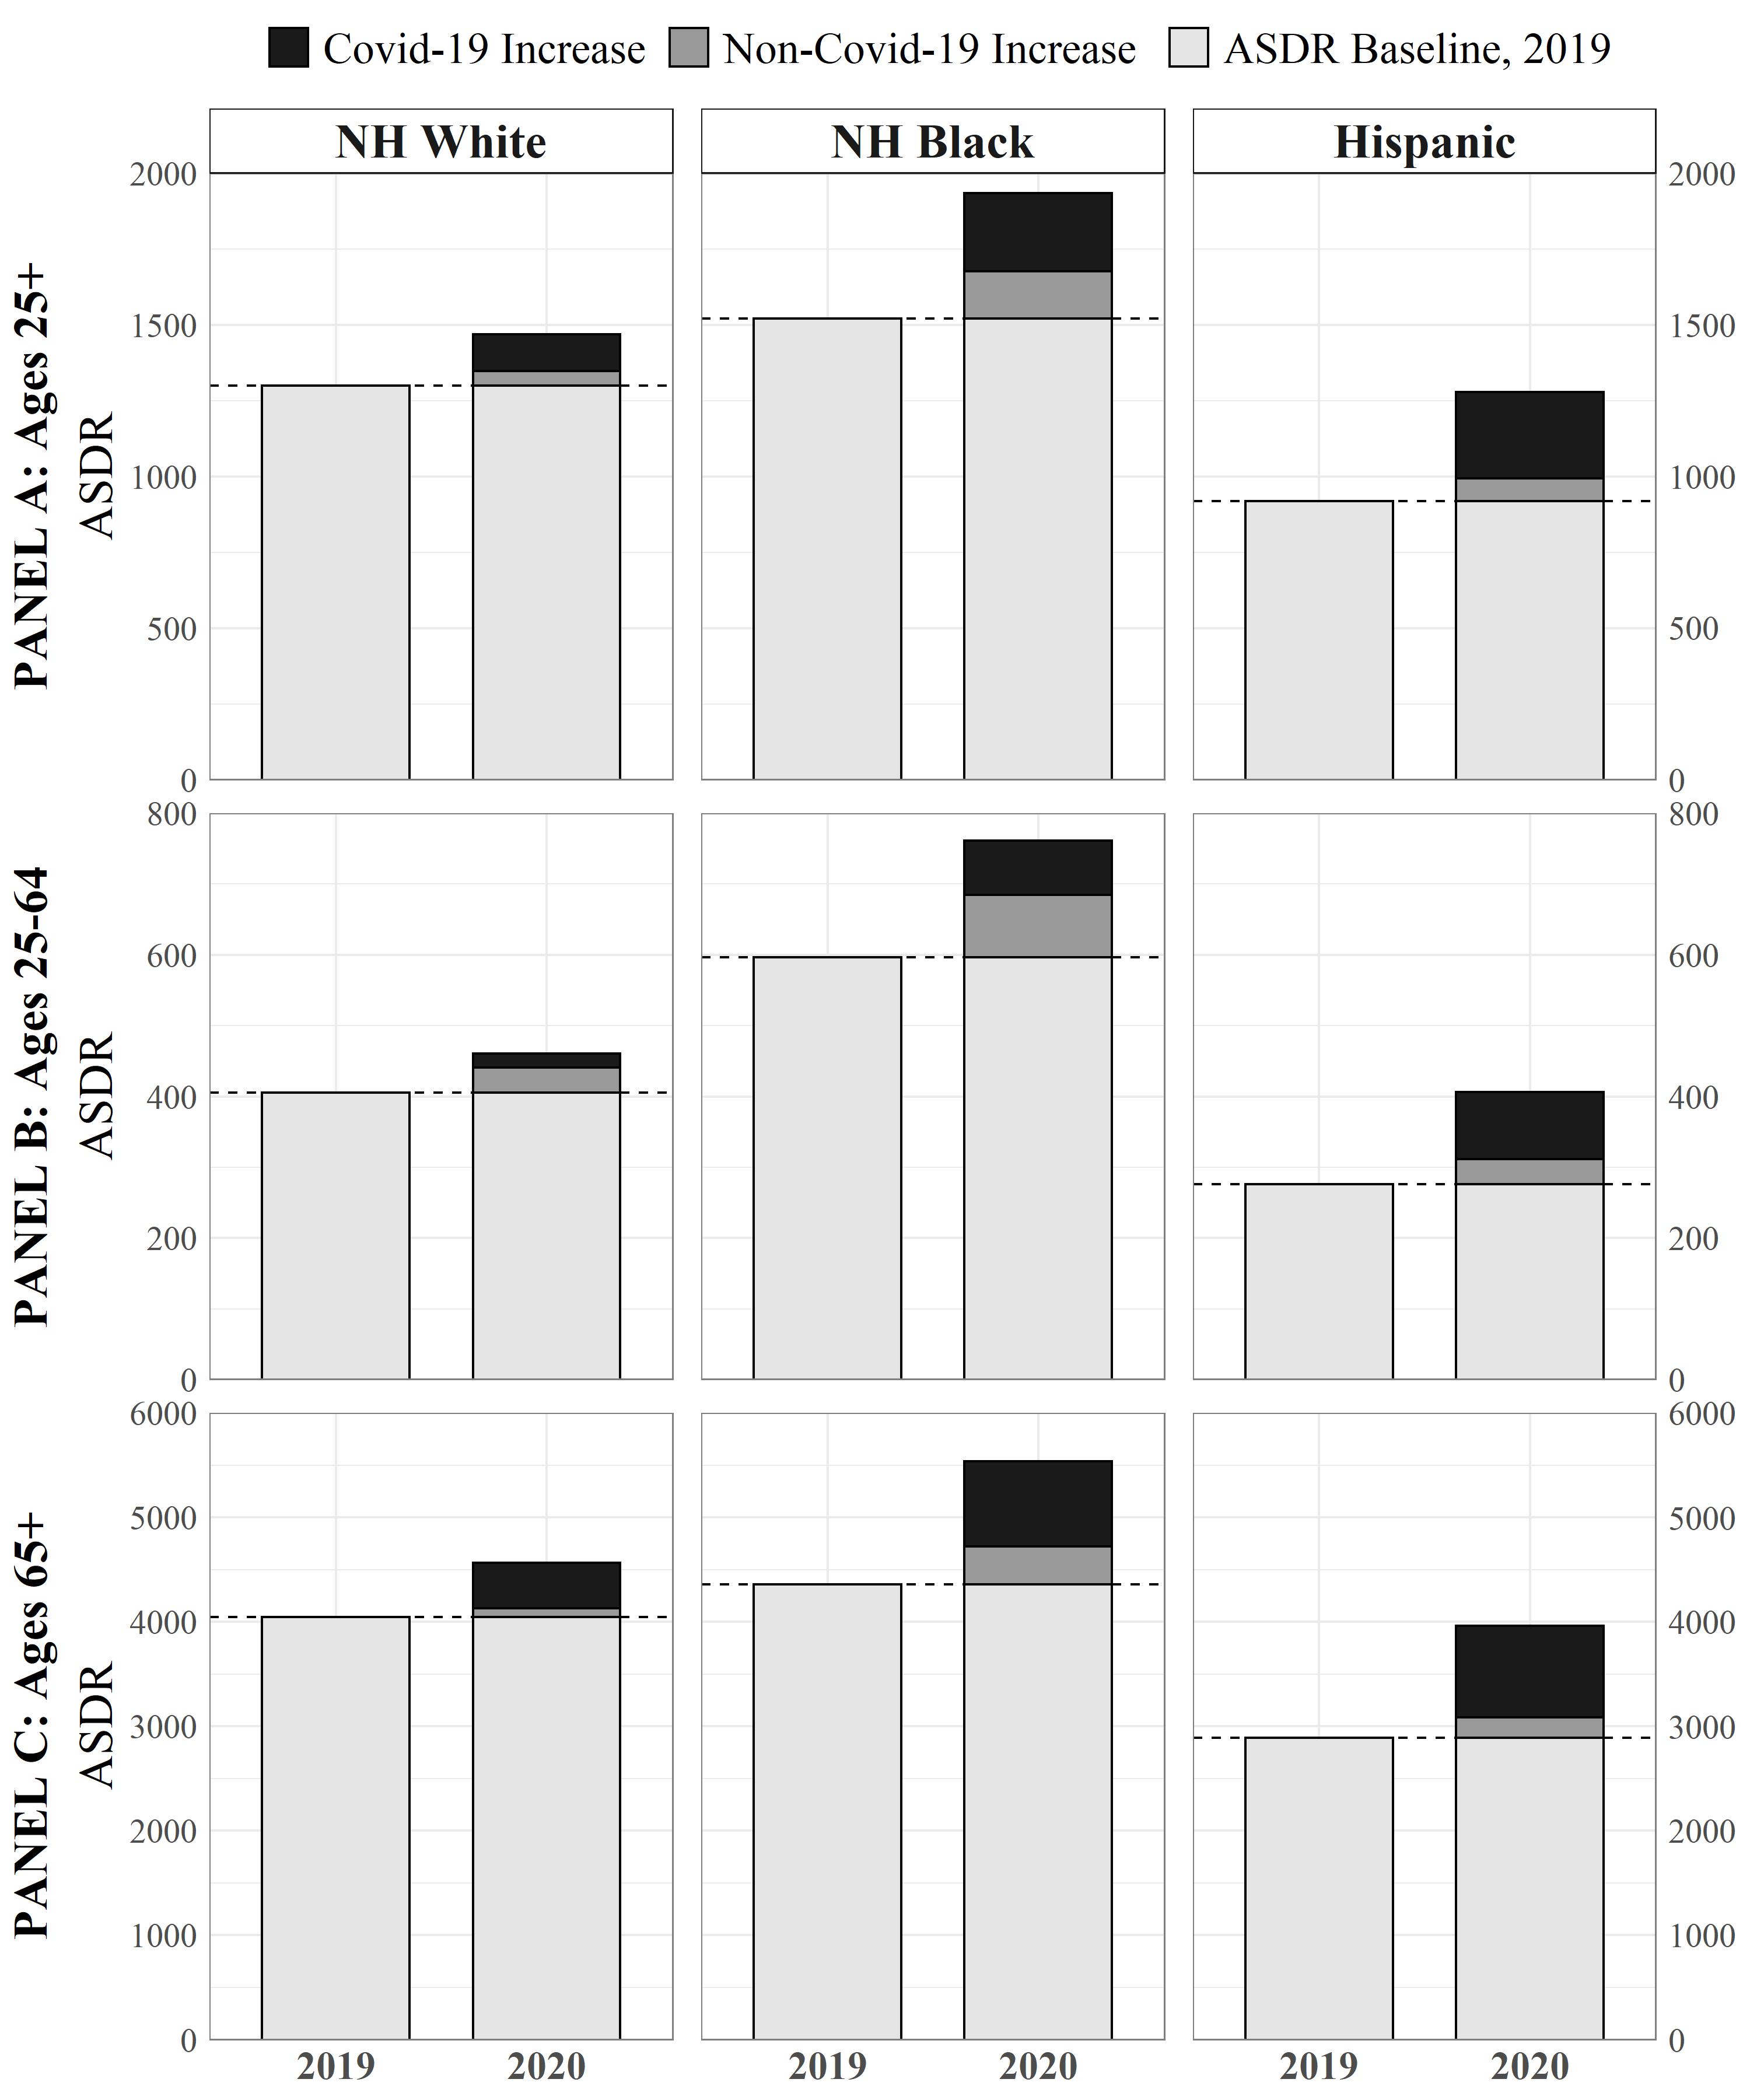 Covid-19 Increase Non-Covid-19 Increase ASDR Baseline, 2019
NH White NH Black Hispanic
PANEL A: Ages 25+
ASDR
2000 2000
1500 1500
1000 1000
500 500
0 0
PANEL B: Ages 25-64
ASDR
800 800
600 600
400 400
200 200
0 0
PANEL C: Ages 65+
ASDR
6000 6000
5000 5000
4000 4000
3000 3000
2000 2000
1000 1000
0 0
2019 2020 2019 2020 2019 2020